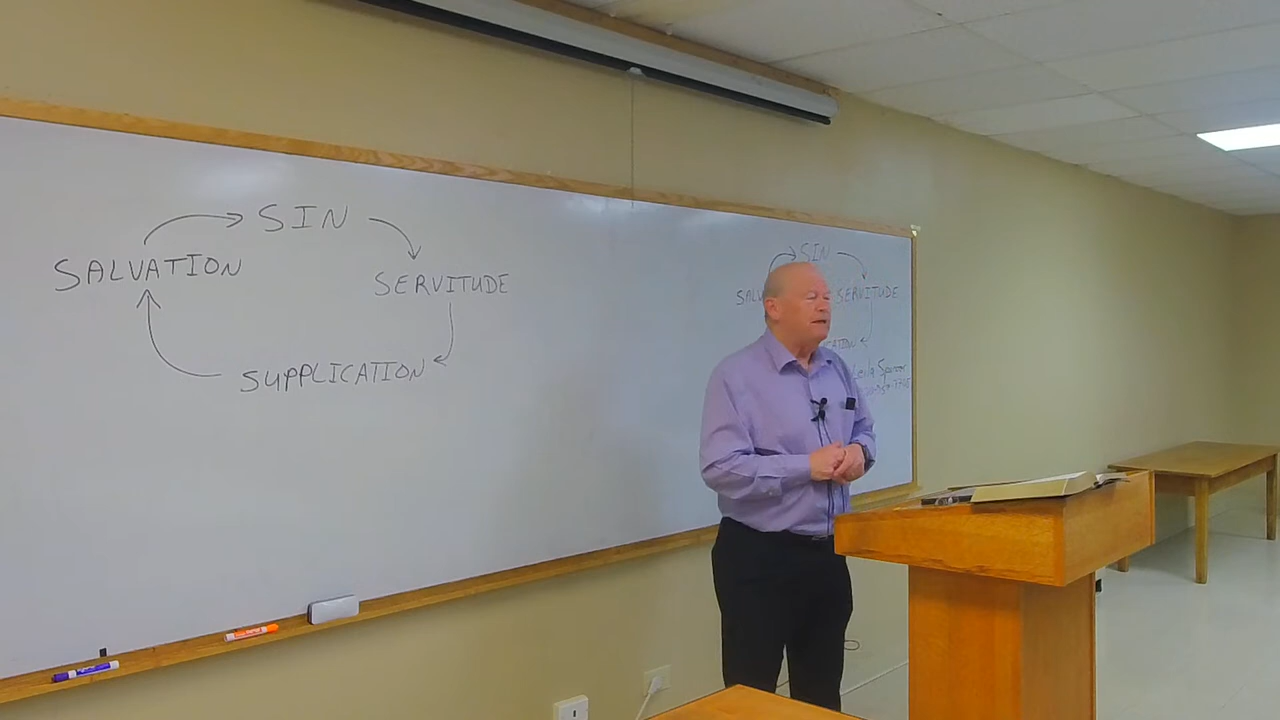 SIN
SALVATION
SERVITUDE
SUPPLICATION
SIN
SERVITUDE